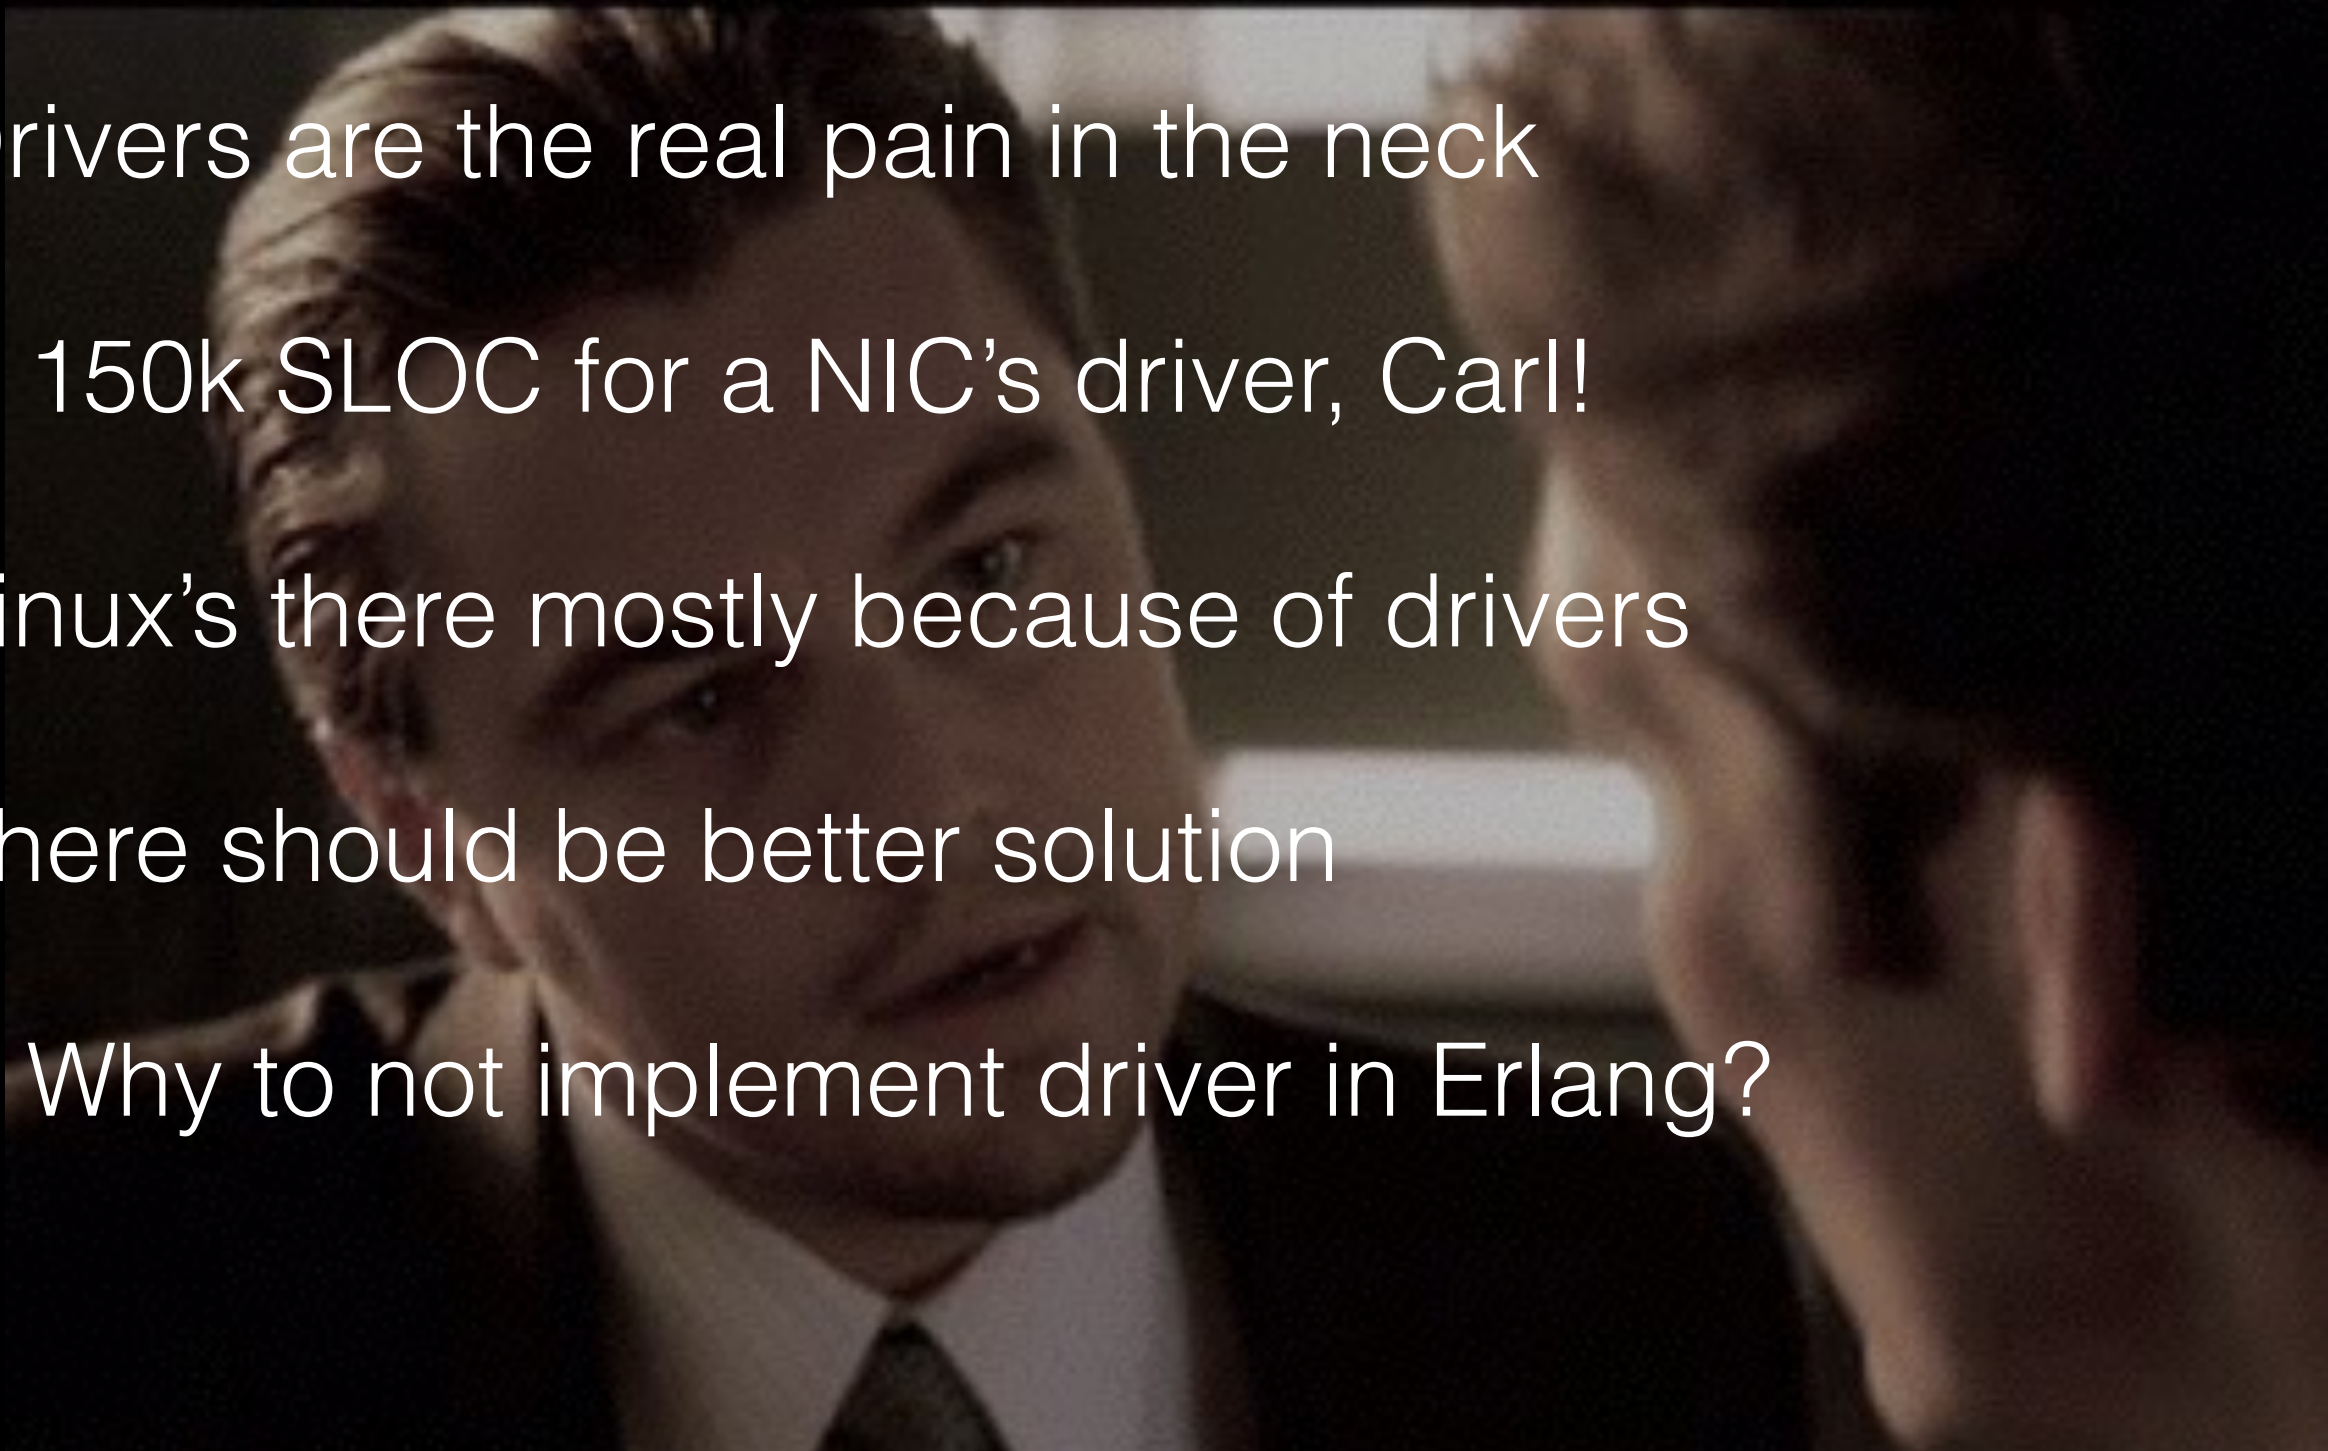 Drivers are the real pain in the neck
150k SLOC for a NIC’s driver, Carl!
inux’s there mostly because of drivers
here should be better solution
Why to not implement driver in Erlang?